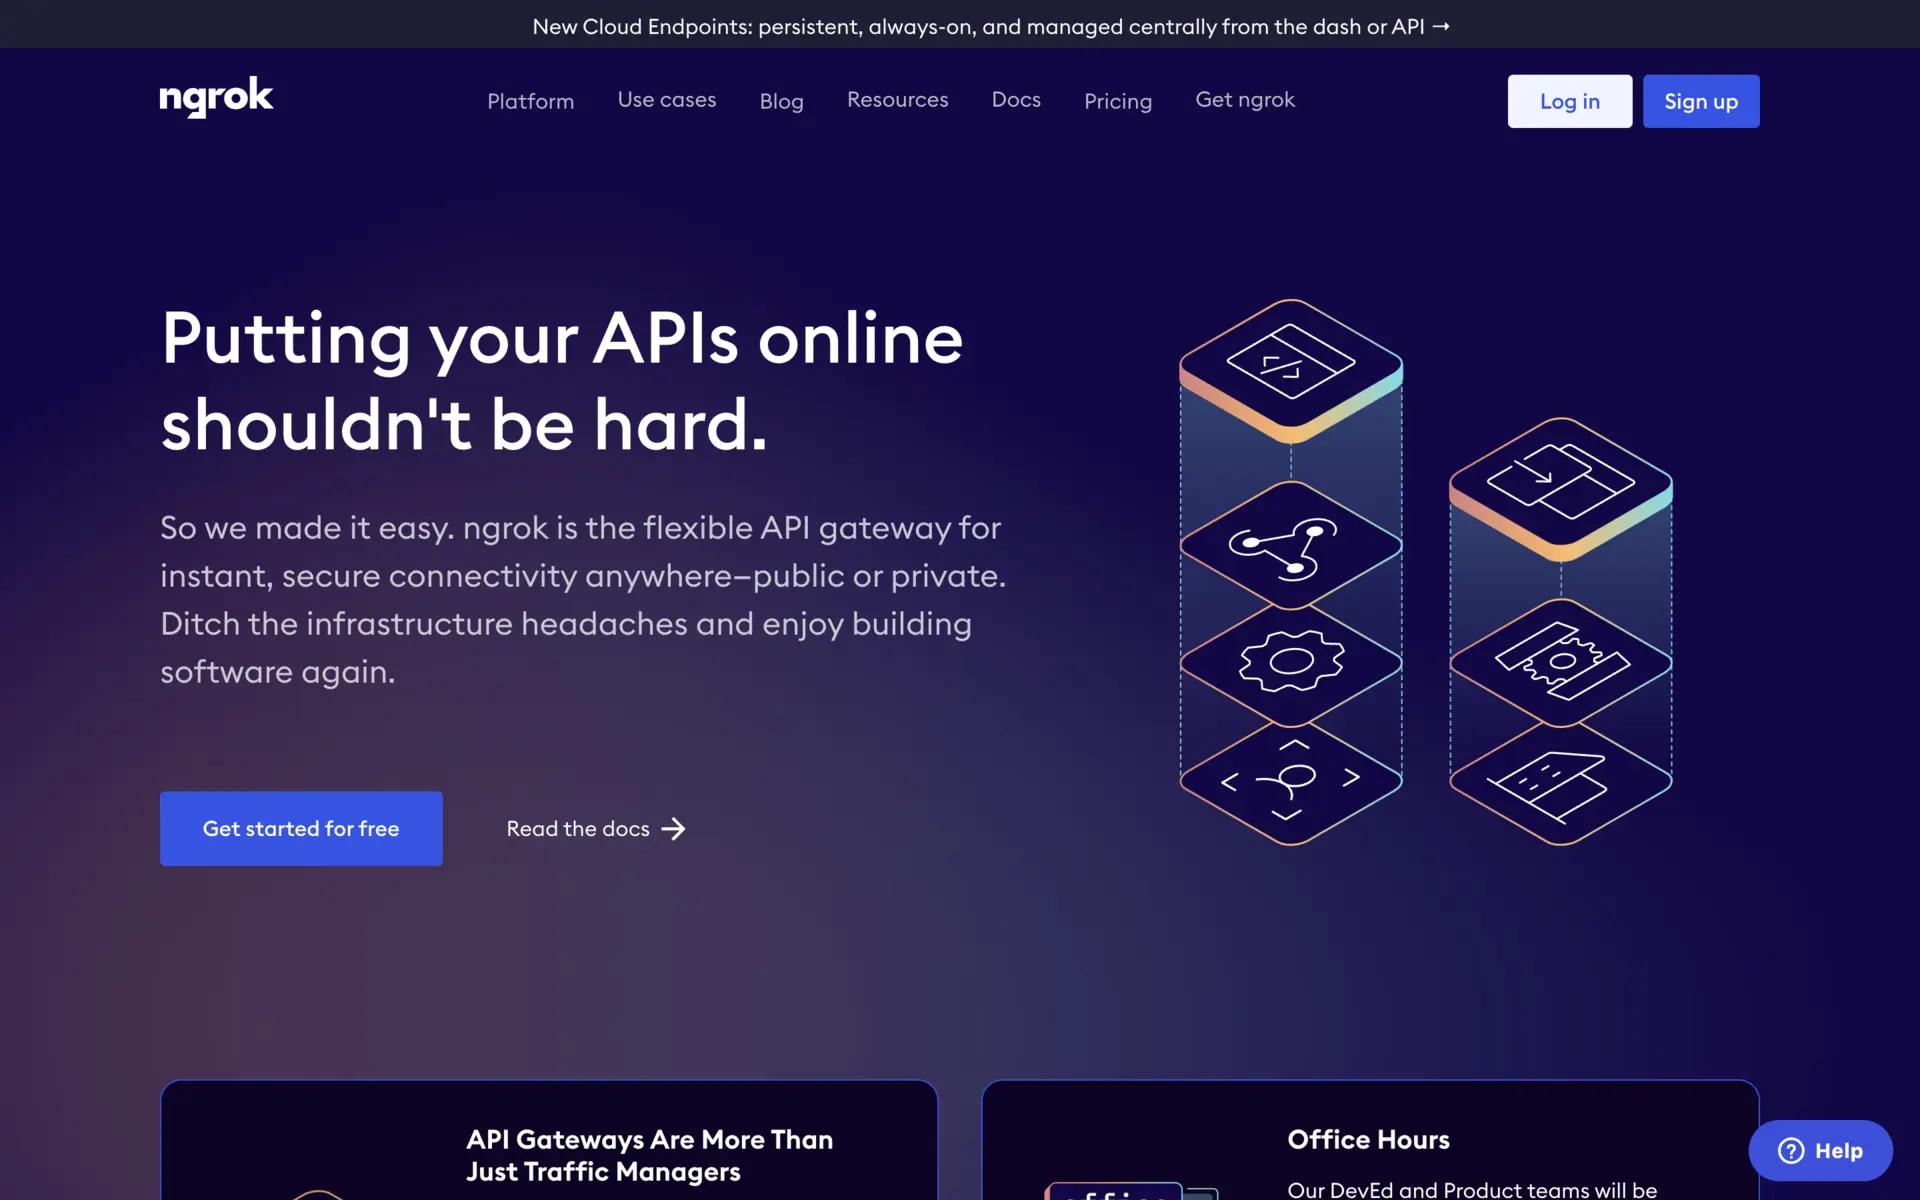 New Cloud Endpoints: persistent, always-on, and managed centrally from the dash or API →
ngrok
Platform
Use cases
Blog
Resources
Docs
Pricing
Get ngrok
Log in
Sign up
Putting your APIs online
shouldn't be hard.
So we made it easy. ngrok is the flexible API gateway for
instant, secure connectivity anywhere—public or private.
Ditch the infrastructure headaches and enjoy building
software again.
Get started for free
Read the docs →
API Gateways Are More Than
Just Traffic Managers
Office Hours
Our DevEd and Product teams will be
office
Help